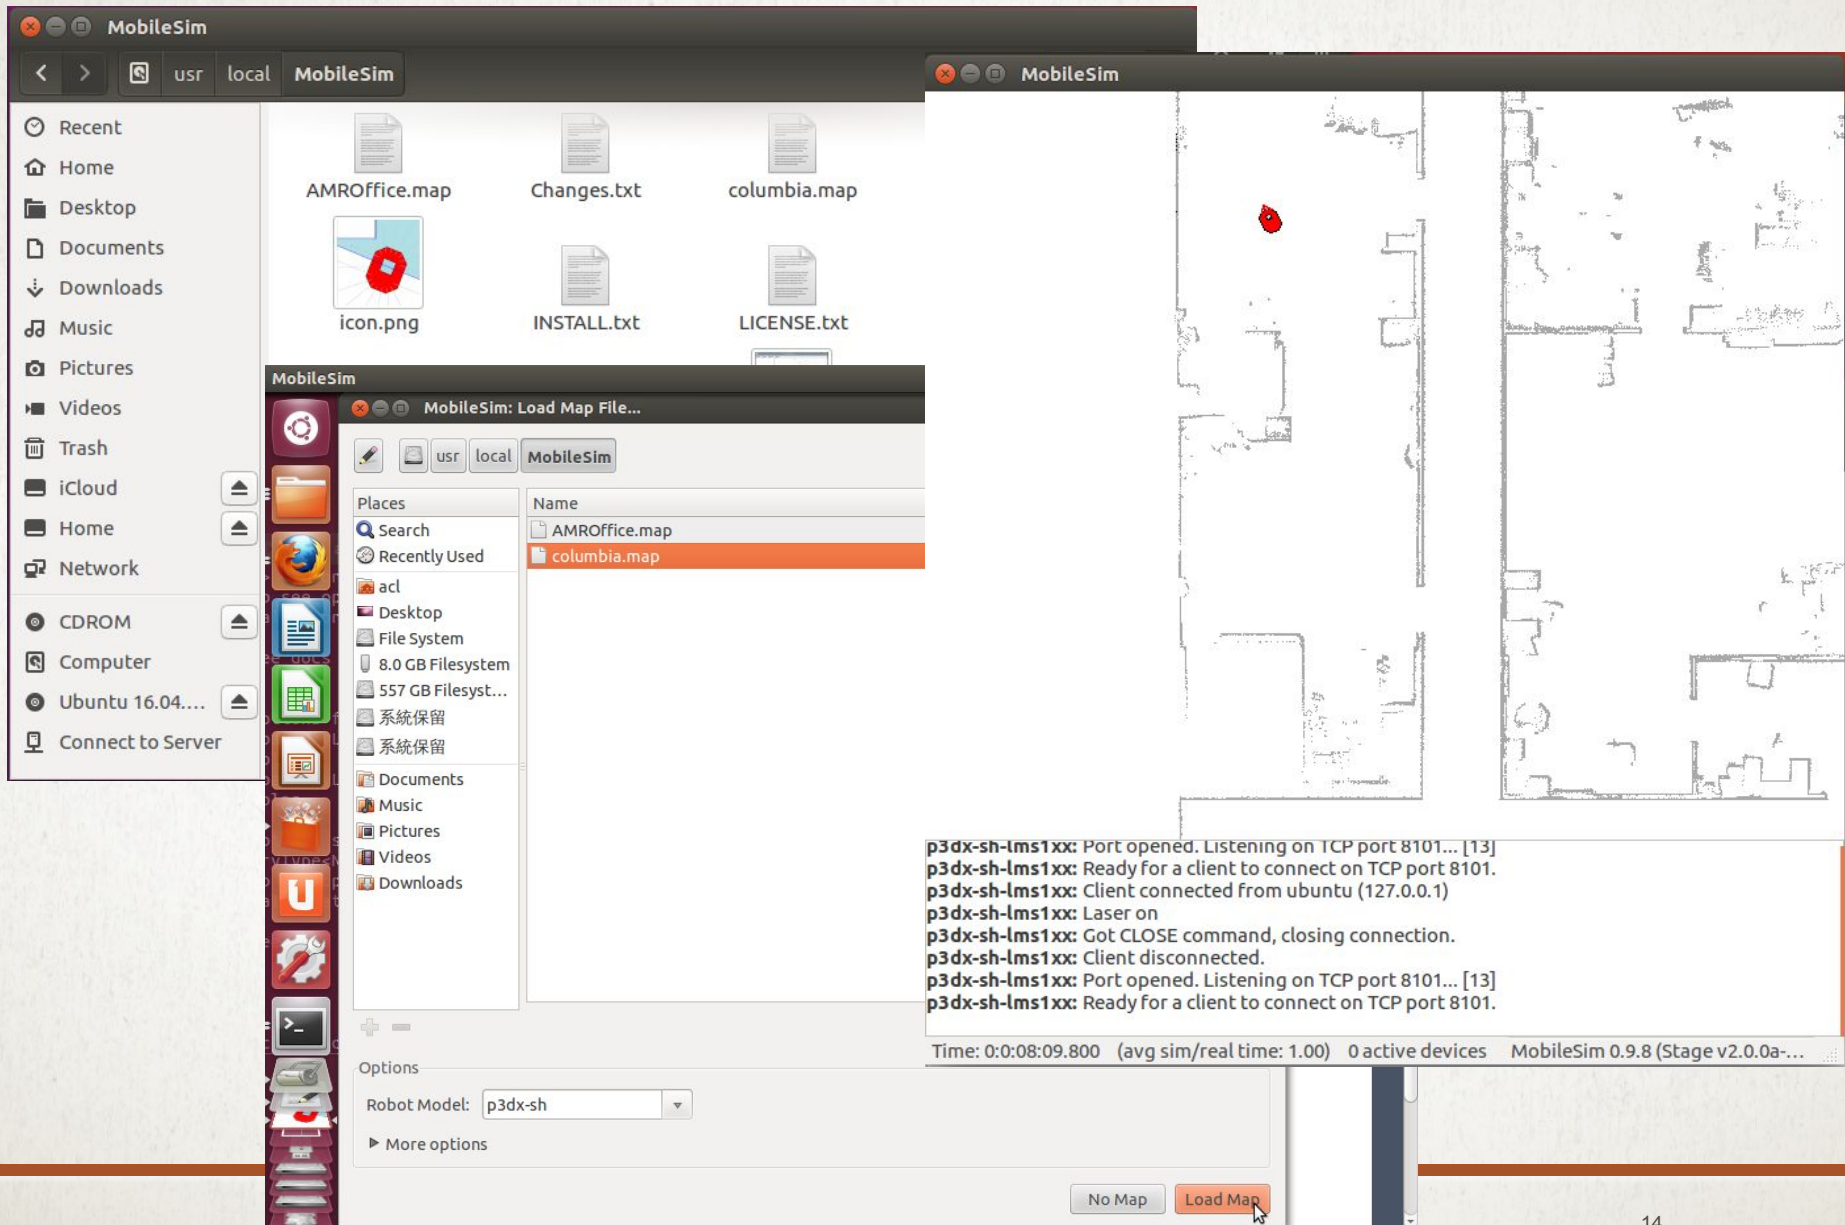 MobileSim
usr local MobileSim
Recent
Home
Desktop
Documents
Downloads
Music
Pictures
Videos
Trash
iCloud
Home
Network
CDROM
Computer
Ubuntu 16.04....
Connect to Server
AMROffice.map
Changes.txt
columbia.map
icon.png
INSTALL.txt
LICENSE.txt
MobileSim
MobileSim: Load Map File...
usr local MobileSim
Places
Search
Recently Used
acl
Desktop
File System
8.0 GB Filesystem
557 GB Filesyst...
系統保留
系統保留
Documents
Music
Pictures
Videos
Downloads
Name
AMROffice.map
columbia.map
Options
Robot Model: p3dx-sh
More options
No Map
Load Map
MobileSim
p3dx-sh-lms1xx: Port opened. Listening on TCP port 8101... [13]
p3dx-sh-lms1xx: Ready for a client to connect on TCP port 8101.
p3dx-sh-lms1xx: Client connected from ubuntu (127.0.0.1)
p3dx-sh-lms1xx: Laser on
p3dx-sh-lms1xx: Got CLOSE command, closing connection.
p3dx-sh-lms1xx: Client disconnected.
p3dx-sh-lms1xx: Port opened. Listening on TCP port 8101... [13]
p3dx-sh-lms1xx: Ready for a client to connect on TCP port 8101.
Time: 0:0:08:09.800 (avg sim/real time: 1.00) 0 active devices MobileSim 0.9.8 (Stage v2.0.0a-...
14